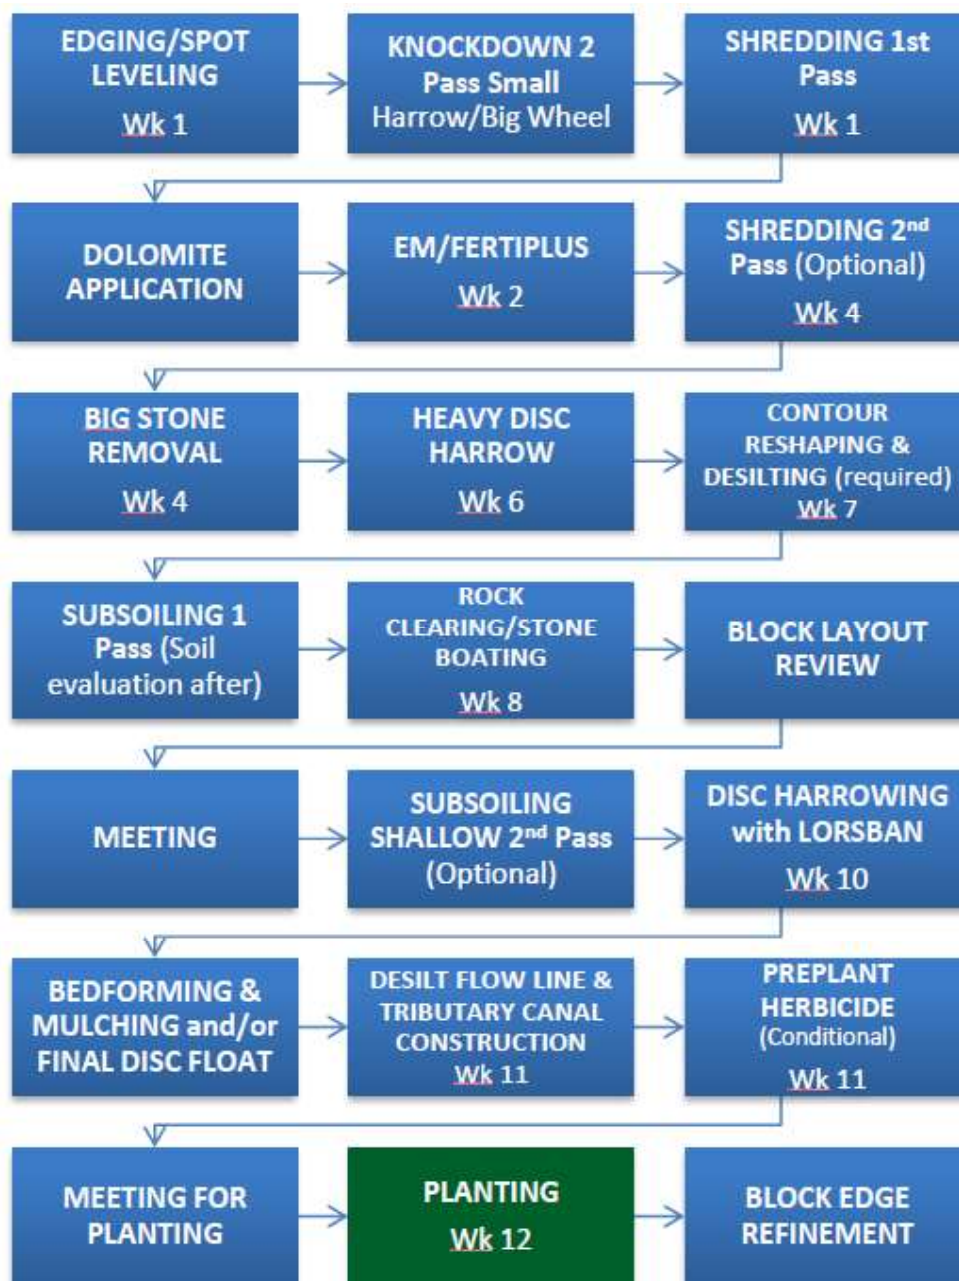 EDGING/SPOT
LEVELING
Wk 1
KNOCKDOWN 2
Pass Small
Harrow/Big Wheel
SHREDDING 1st
Pass
Wk 1
DOLOMITE
APPLICATION
EM/FERTIPLUS
Wk 2
SHREDDING 2nd
Pass (Optional)
Wk 4
BIG STONE
REMOVAL
Wk 4
HEAVY DISC
HARROW
Wk 6
CONTOUR
RESHAPING &
DESILTING (required)
Wk 7
SUBSOILING 1
Pass (Soil
evaluation after)
ROCK
CLEARING/STONE
BOATING
Wk 8
BLOCK LAYOUT
REVIEW
MEETING
SUBSOILING
SHALLOW 2nd Pass
(Optional)
DISC HARROWING
with LORSBAN
Wk 10
BEDFORMING &
MULCHING and/or
FINAL DISC FLOAT
DESILT FLOW LINE &
TRIBUTARY CANAL
CONSTRUCTION
Wk 11
PREPLANT
HERBICIDE
(Conditional)
Wk 11
MEETING FOR
PLANTING
PLANTING
Wk 12
BLOCK EDGE
REFINEMENT